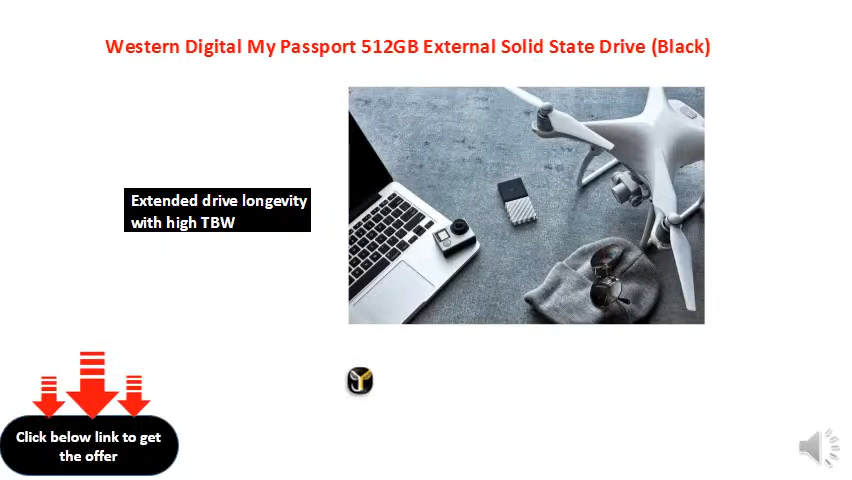 Western Digital My Passport 512GB External Solid State Drive (Black)
Extended drive longevity
with high TBW
Click below link to get
the offer